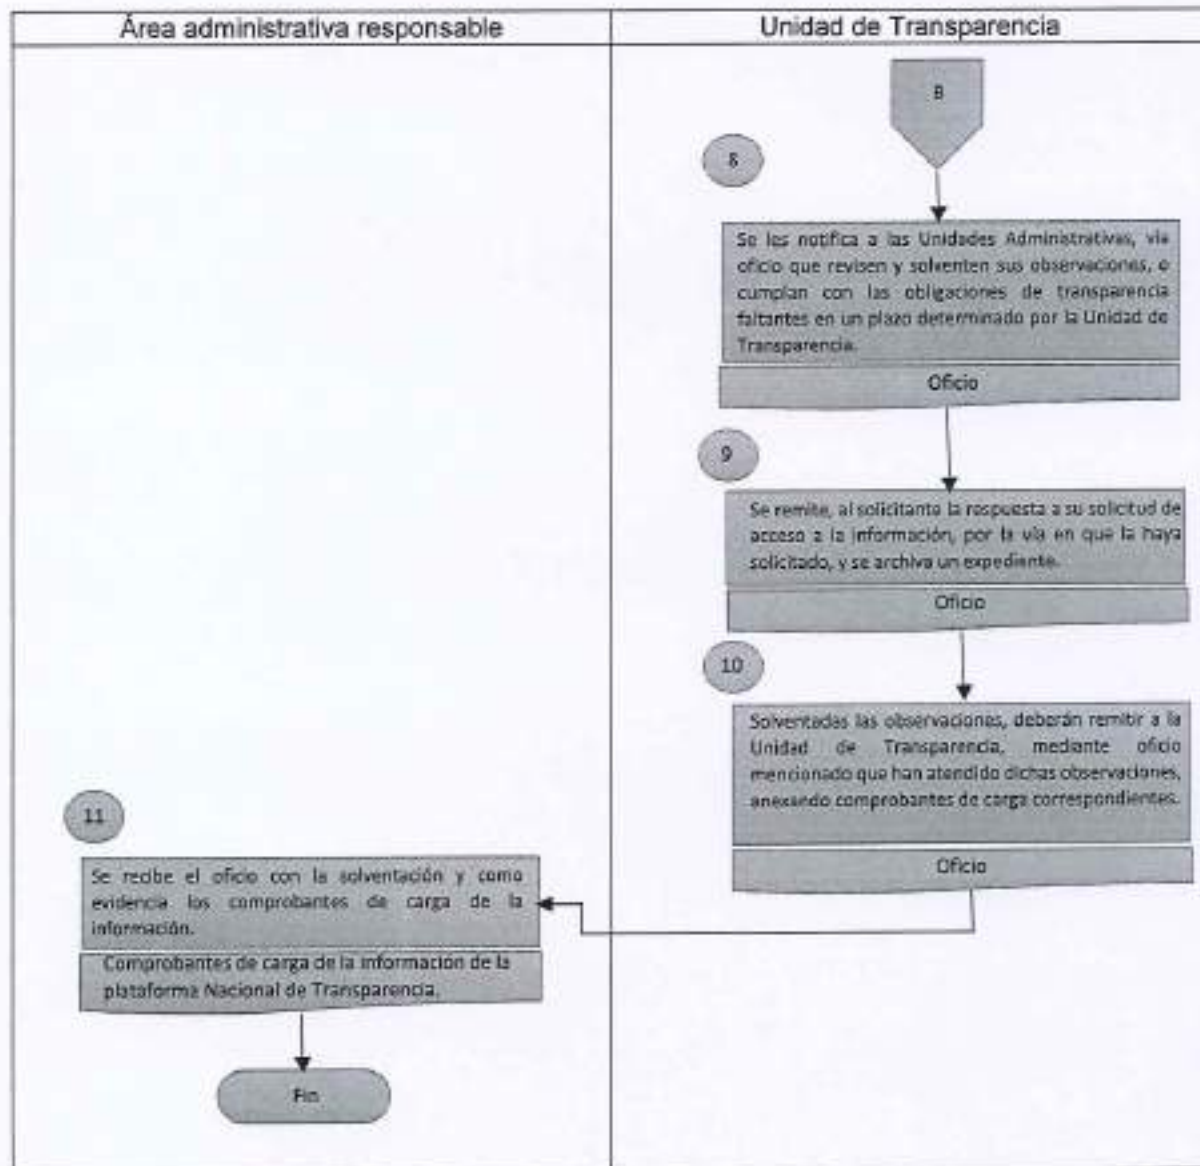 Área administrativa responsable
Unidad de Transparencia
B
8
Se les notifica a las Unidades Administrativas, vía
oficio que revisen y solventen sus observaciones, o
cumplan con las obligaciones de transparencia
faltantes en un plazo determinado por la Unidad de
Transparencia.
Oficio
9
Se remite, al solicitante la respuesta a su solicitud de
acceso a la información, por la vía en que la haya
solicitado, y se archiva un expediente.
Oficio
10
Solventadas las observaciones, deberán remitir a la
Unidad de Transparencia, mediante oficio
mencionado que han atendido dichas observaciones,
anexando comprobantes de carga correspondientes.
Oficio
11
Se recibe el oficio con la solventación y como
evidencia los comprobantes de carga de la
información.
Comprobantes de carga de la información de la
plataforma Nacional de Transparencia.
Fin